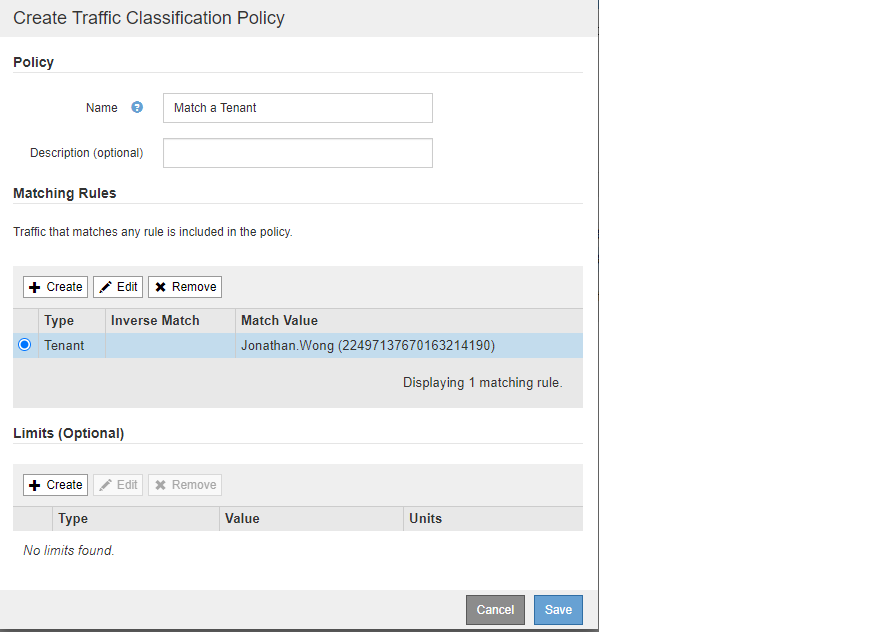 Create Traffic Classification Policy
Policy
Name ?
Match a Tenant
Description (optional)
Matching Rules
Traffic that matches any rule is included in the policy.
Create Edit Remove
Type Inverse Match Match Value
Tenant Jonathan.Wong (22497137670163214190)
Displaying 1 matching rule.
Limits (Optional)
Create Edit Remove
Type Value Units
No limits found.
Cancel Save